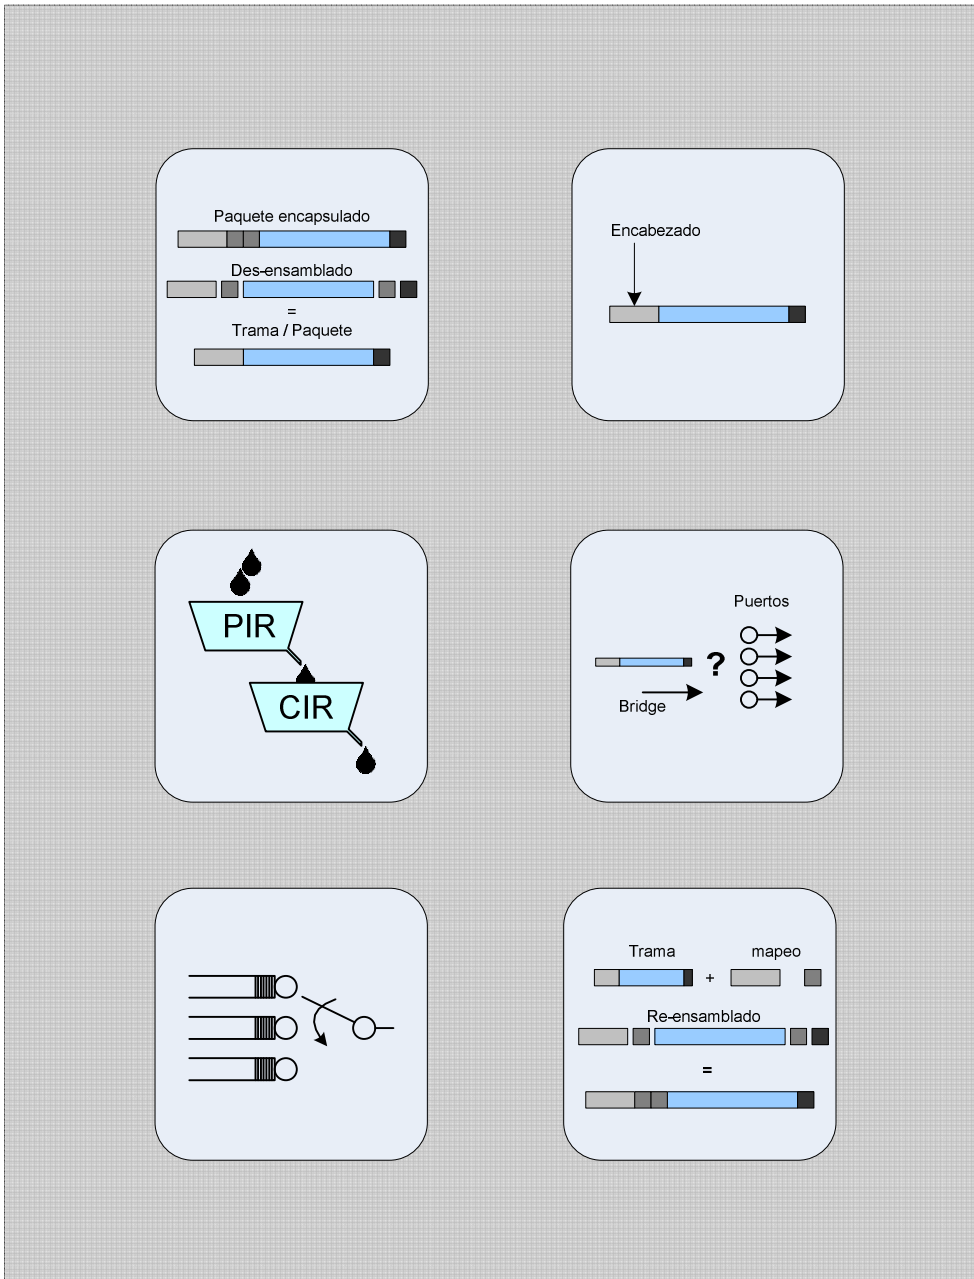 Paquete encapsulado
Des-ensamblado
=
Trama / Paquete
Encabezado
PIR
CIR
Puertos
?
Bridge
Trama
mapeo
+
Re-ensamblado
=